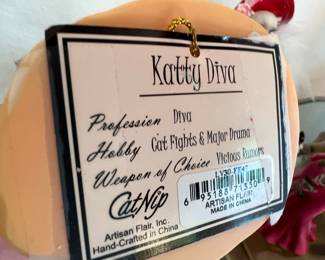 Katty Diva
Profession Diva
Hobby Cat Fights & Major Drama
Weapon of Choice Vicious Rumors
CatNip
Artisan Flair, Inc.
Hand-Crafted in China
ARTISAN FLAIR
MADE IN CHINA